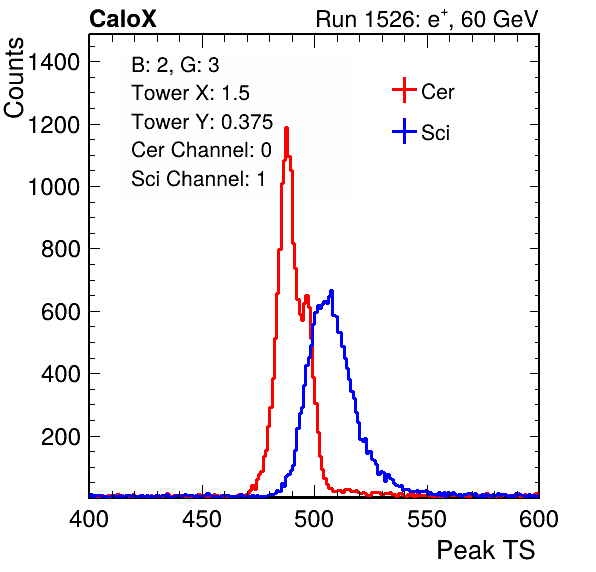 CaloX Run 1526: e⁺, 60 GeV
Counts
B: 2, G: 3
Tower X: 1.5
Tower Y: 0.375
Cer Channel: 0
Sci Channel: 1
Cer
Sci
1400
1200
1000
800
600
400
200
400 450 500 550 600
Peak TS